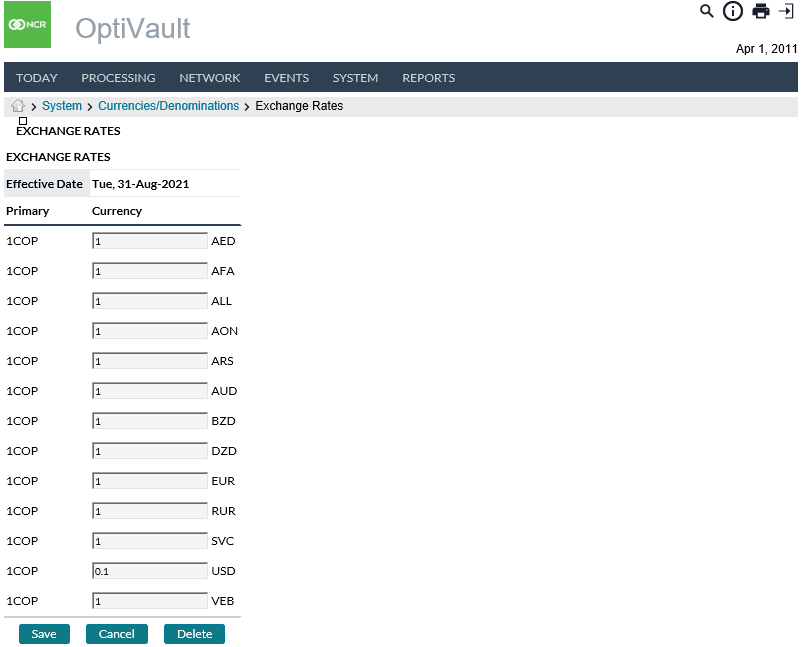 NCR
OptiVault
Apr 1, 2011
TODAY PROCESSING NETWORK EVENTS SYSTEM REPORTS
> System > Currencies/Denominations > Exchange Rates
EXCHANGE RATES
EXCHANGE RATES
Effective Date Tue, 31-Aug-2021
Primary Currency
1COP 1 AED
1COP 1 AFA
1COP 1 ALL
1COP 1 AON
1COP 1 ARS
1COP 1 AUD
1COP 1 BZD
1COP 1 DZD
1COP 1 EUR
1COP 1 RUR
1COP 1 SVC
1COP 0.1 USD
1COP 1 VEB
Save Cancel Delete